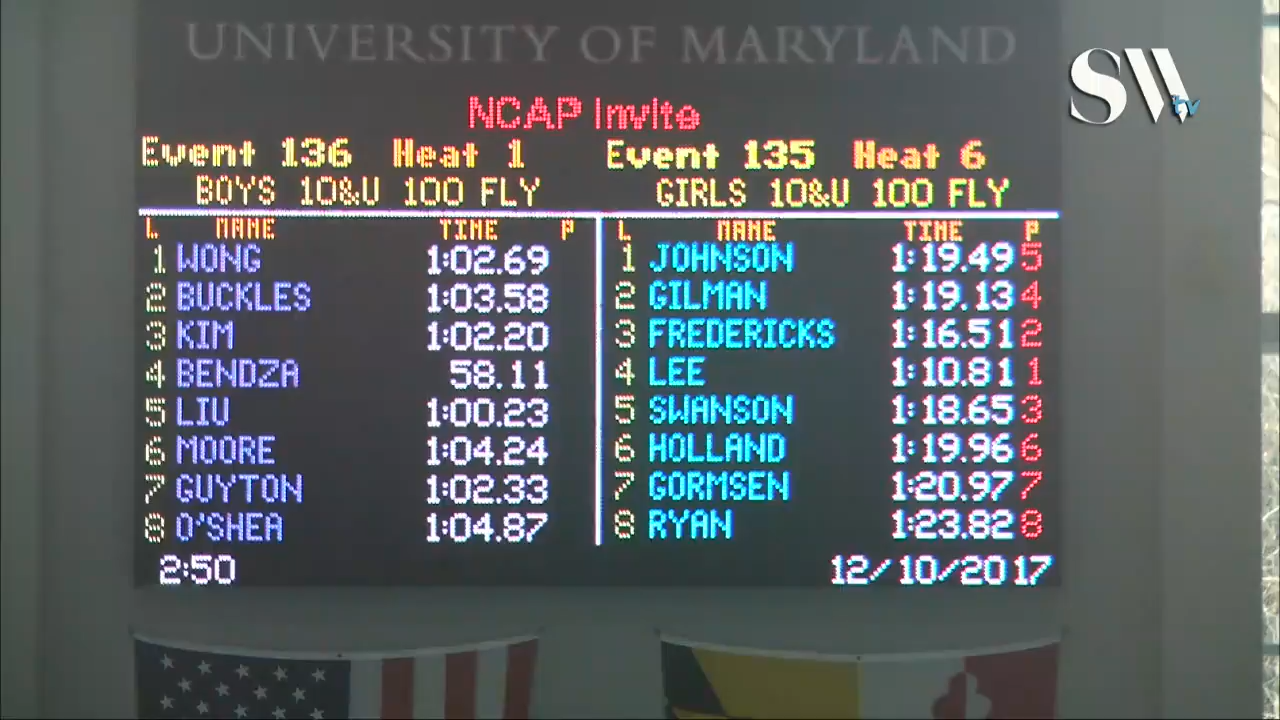 UNIVERSITY OF MARYLAND
SW
tv
NCAP Invite
Event 136 Heat 1
BOYS 10&U 100 FLY
L NAME TIME P
1 WONG 1:02.69
2 BUCKLES 1:03.58
3 KIM 1:02.20
4 BENDZA 58.11
5 LIU 1:00.23
6 MOORE 1:04.24
7 GUYTON 1:02.33
8 O'SHEA 1:04.87
2:50
Event 135 Heat 6
GIRLS 10&U 100 FLY
L NAME TIME P
1 JOHNSON 1:19.49 5
2 GILMAN 1:19.13 4
3 FREDERICKS 1:16.51 2
4 LEE 1:10.81 1
5 SWANSON 1:18.65 3
6 HOLLAND 1:19.96 6
7 GORMSEN 1:20.97 7
8 RYAN 1:23.82 8
12/10/2017